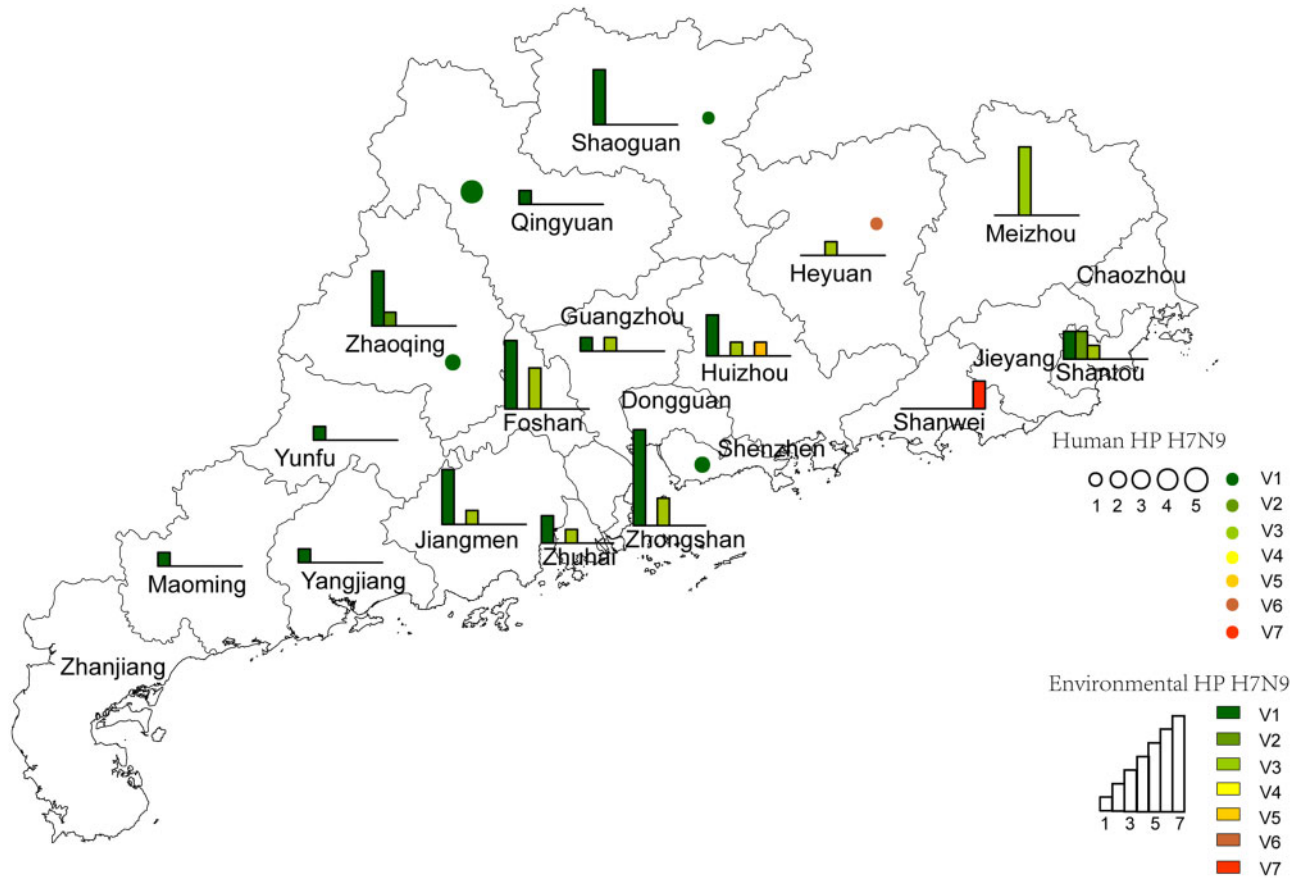 Shaoguan
Qingyuan
Meizhou
Heyuan
Chaozhou
Guangzhou
Zhaoqing
Huizhou
Jieyang
Shantou
Foshan
Dongguan
Shanwei
Yunfu
Shenzhen
Jiangmen
Zhuhai
Zhongshan
Maoming
Yangjiang
Zhanjiang
Human HP H7N9
1 2 3 4 5
V1
V2
V3
V4
V5
V6
V7
Environmental HP H7N9
1 3 5 7
V1
V2
V3
V4
V5
V6
V7